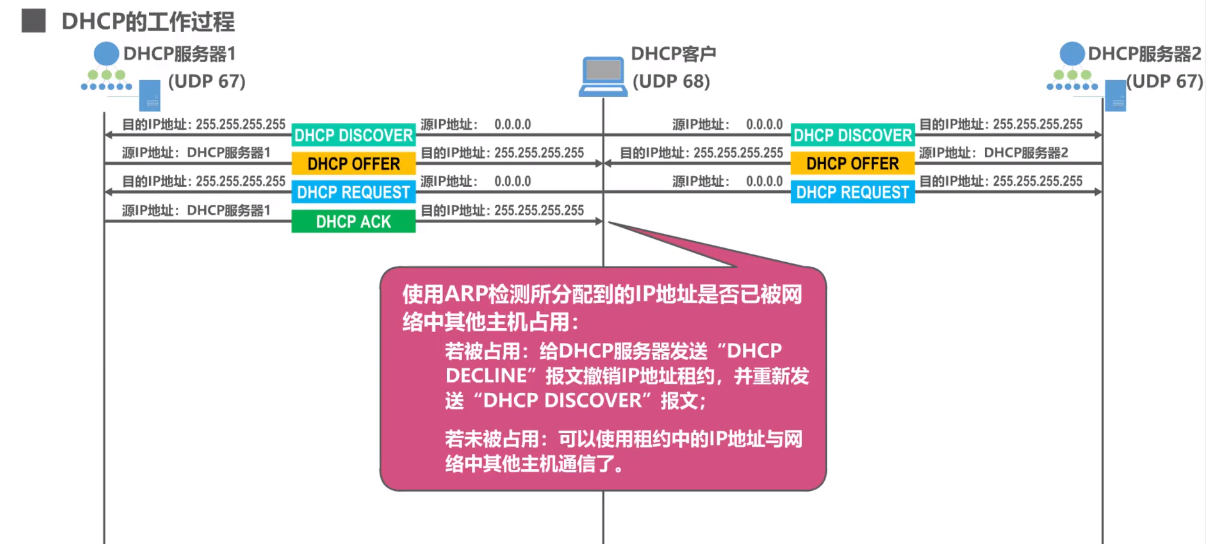 DHCP的工作过程
DHCP服务器1
(UDP 67)
DHCP客户
(UDP 68)
DHCP服务器2
(UDP 67)
目的IP地址: 255.255.255.255 DHCP DISCOVER 源IP地址: 0.0.0.0
源IP地址: 0.0.0.0 DHCP DISCOVER 目的IP地址: 255.255.255.255
源IP地址: DHCP服务器1 DHCP OFFER 目的IP地址: 255.255.255.255
目的IP地址: 255.255.255.255 DHCP OFFER 源IP地址: DHCP服务器2
目的IP地址: 255.255.255.255 DHCP REQUEST 源IP地址: 0.0.0.0
源IP地址: 0.0.0.0 DHCP REQUEST 目的IP地址: 255.255.255.255
源IP地址: DHCP服务器1 DHCP ACK 目的IP地址: 255.255.255.255
使用ARP检测所分配到的IP地址是否已被网
络中其他主机占用：
若被占用：给DHCP服务器发送“DHCP
DECLINE”报文撤销IP地址租约，并重新发
送“DHCP DISCOVER”报文；
若未被占用：可以使用租约中的IP地址与网
络中其他主机通信了。